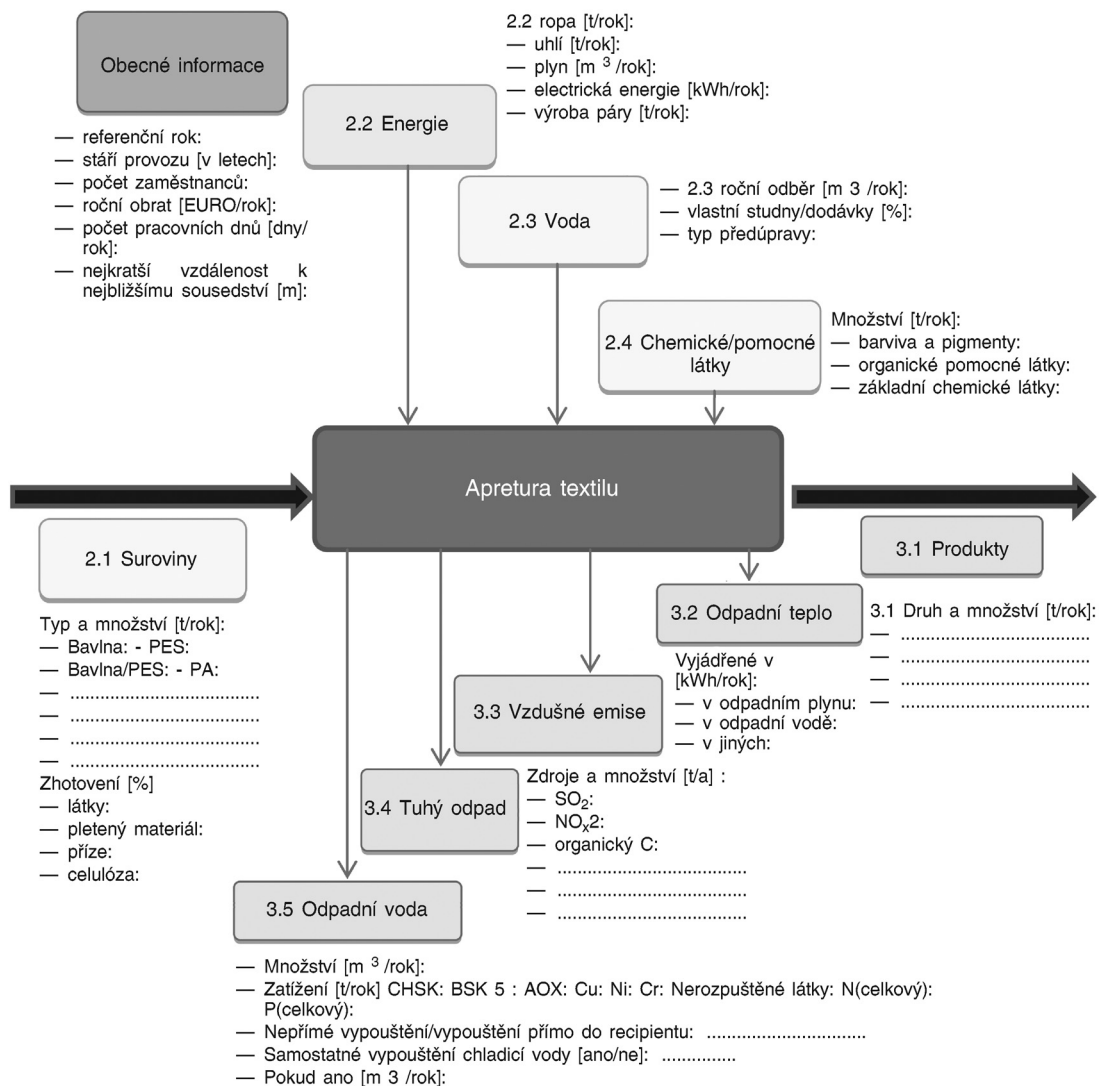 Obecné informace
— referenční rok:
— stáří provozu [v letech]:
— počet zaměstnanců:
— roční obrat [EURO/rok]:
— počet pracovních dnů [dny/
rok]:
— nejkratší vzdálenost k
nejbližšímu sousedství [m]:
2.2 Energie
2.2 ropa [t/rok]:
— uhlí [t/rok]:
— plyn [m 3 /rok]:
— electrická energie [kWh/rok]:
— výroba páry [t/rok]:
2.3 Voda
— 2.3 roční odběr [m 3 /rok]:
— vlastní studny/dodávky [%]:
— typ předúpravy:
2.4 Chemické/pomocné
látky
Množství [t/rok]:
— barviva a pigmenty:
— organické pomocné látky:
— základní chemické látky:
Apretura textilu
2.1 Suroviny
Typ a množství [t/rok]:
— Bavlna: - PES:
— Bavlna/PES: - PA:
— ......................................
— ......................................
— ......................................
— ......................................
Zhotovení [%]
— látky:
— pletený materiál:
— příze:
— celulóza:
3.1 Produkty
3.1 Druh a množství [t/rok]:
— ......................................
— ......................................
— ......................................
— ......................................
3.2 Odpadní teplo
Vyjádřené v
[kWh/rok]:
— v odpadním plynu:
— v odpadní vodě:
— v jiných:
3.3 Vzdušné emise
Zdroje a množství [t/a] :
— SO2:
— NOx2:
— organický C:
— ......................................
— ......................................
— ......................................
3.4 Tuhý odpad
3.5 Odpadní voda
— Množství [m 3 /rok]:
— Zatížení [t/rok] CHSK: BSK 5 : AOX: Cu: Ni: Cr: Nerozpuštěné látky: N(celkový):
P(celkový):
— Nepřímé vypouštění/vypouštění přímo do recipientu: ................................
— Samostatné vypouštění chladicí vody [ano/ne]: ...............
— Pokud ano [m 3 /rok]: